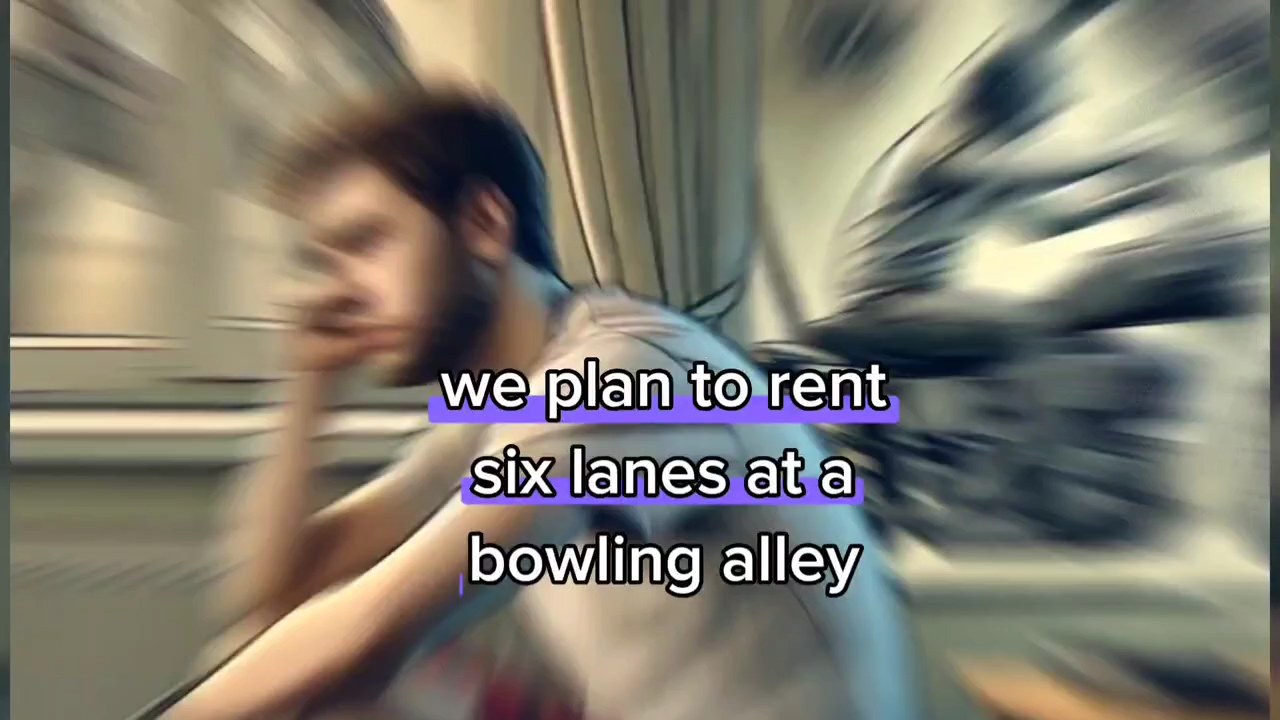 we plan to rent
six lanes at a
bowling alley